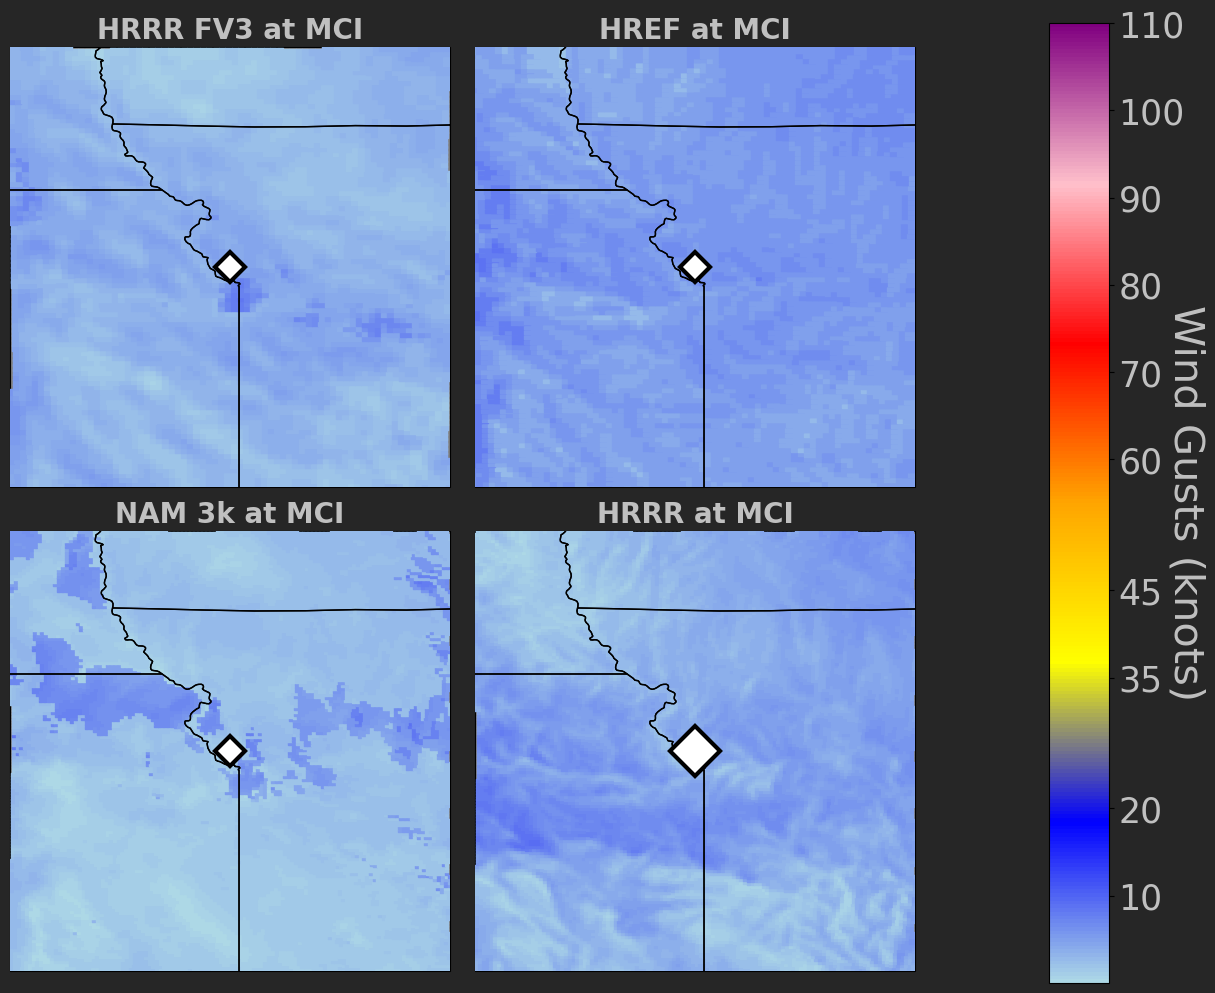 HRRR FV3 at MCI
HREF at MCI
NAM 3k at MCI
HRRR at MCI
110
100
90
80
70
60
45
35
20
10
Wind Gusts (knots)